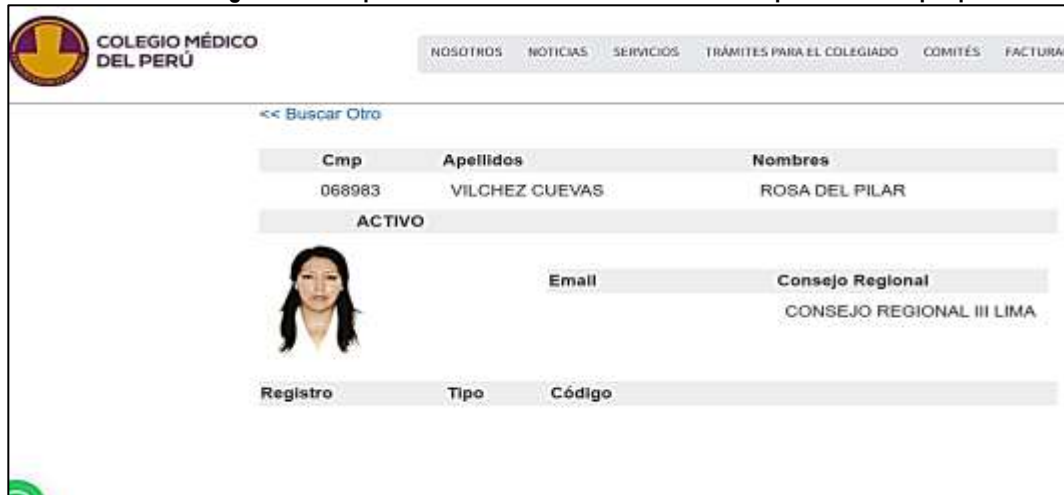 COLEGIO MÉDICO
DEL PERÚ
NOSOTROS NOTICIAS SERVICIOS TRÁMITES PARA EL COLEGIADO COMITÉS
<< Buscar Otro
Cmp Apellidos Nombres
068983 VILCHEZ CUEVAS ROSA DEL PILAR
ACTIVO
Email Consejo Regional
CONSEJO REGIONAL III LIMA
Registro Tipo Código